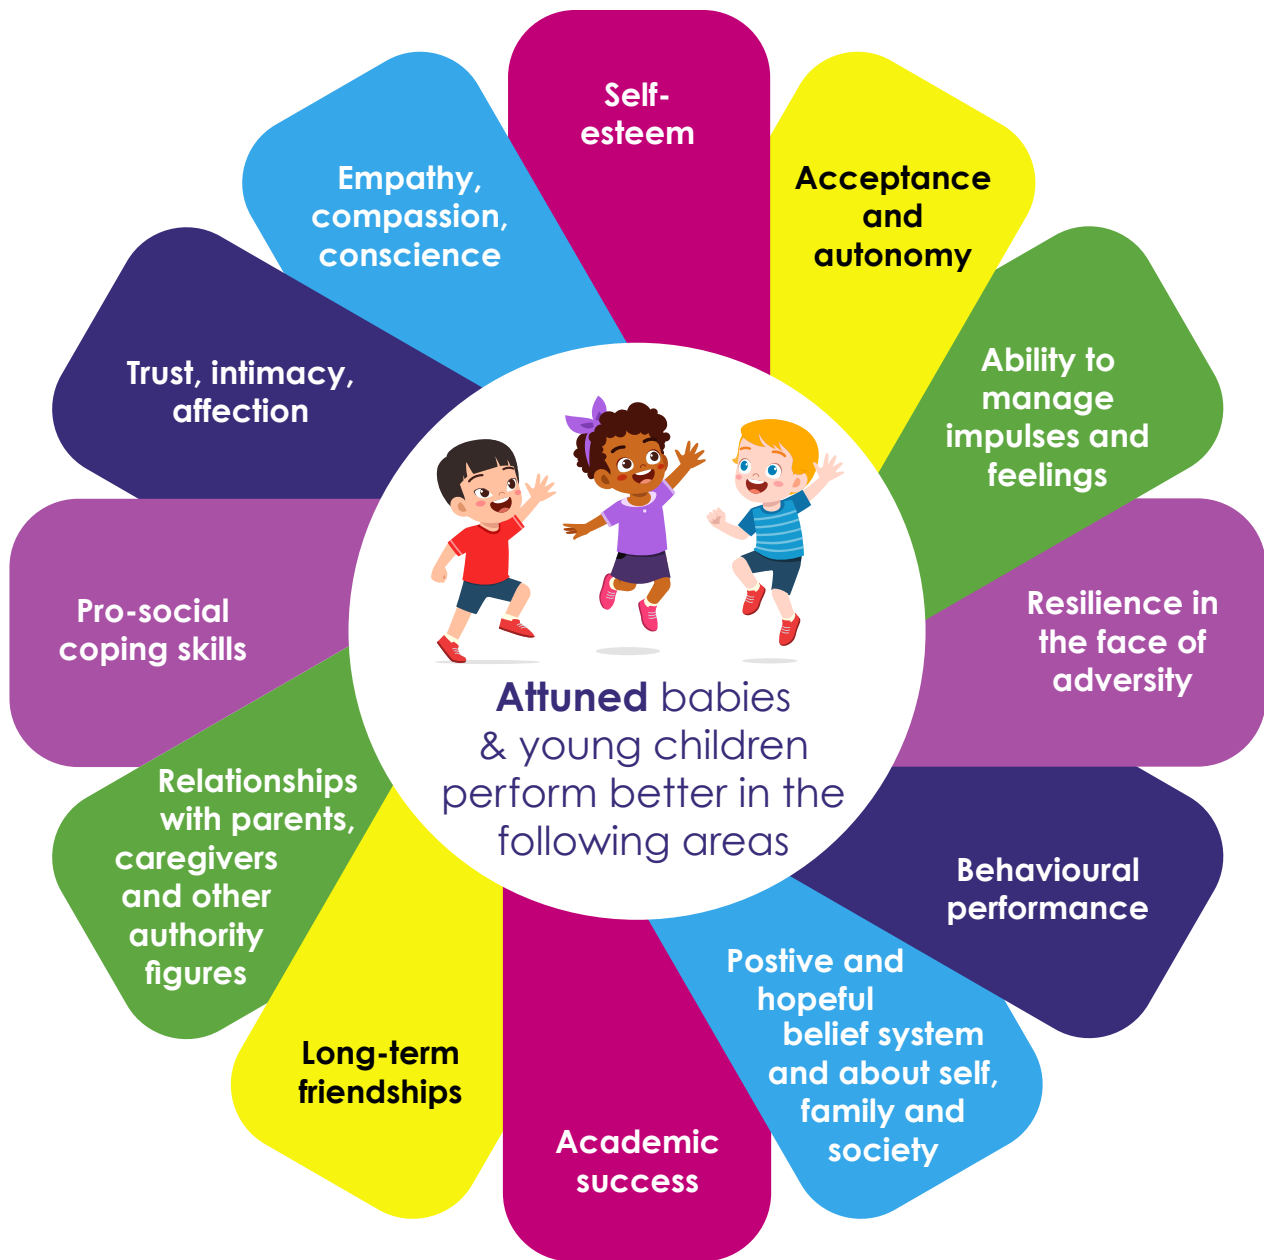 Self-
esteem
Acceptance
and
autonomy
Ability to
manage
impulses and
feelings
Resilience in
the face of
adversity
Behavioural
performance
Postive and
hopeful
belief system
and about self,
family and
society
Academic
success
Long-term
friendships
Relationships
with parents,
caregivers
and other
authority
figures
Pro-social
coping skills
Trust, intimacy,
affection
Empathy,
compassion,
conscience
Attuned babies
& young children
perform better in the
following areas